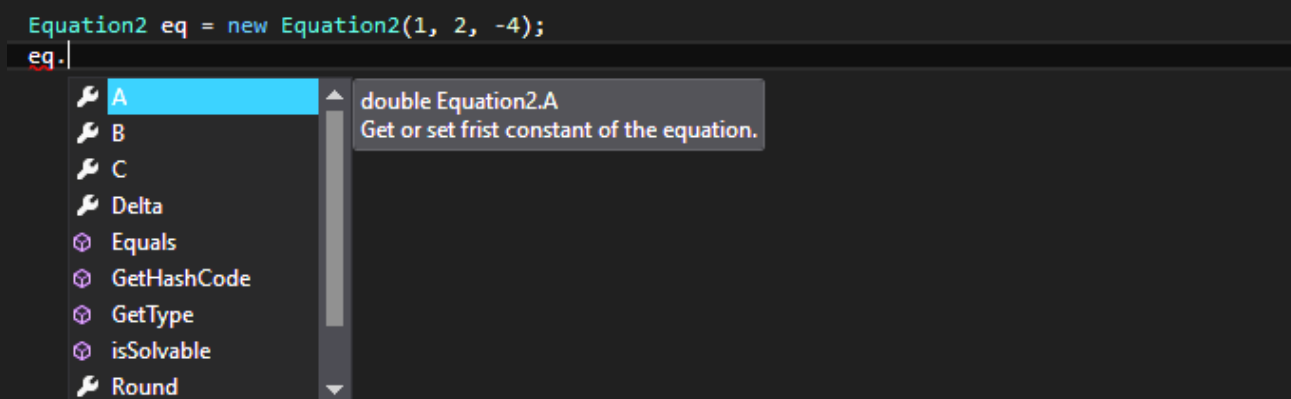 Equation2 eq = new Equation2(1, 2, -4);
eq.
A
double Equation2.A
Get or set frist constant of the equation.
B
C
Delta
Equals
GetHashCode
GetType
isSolvable
Round